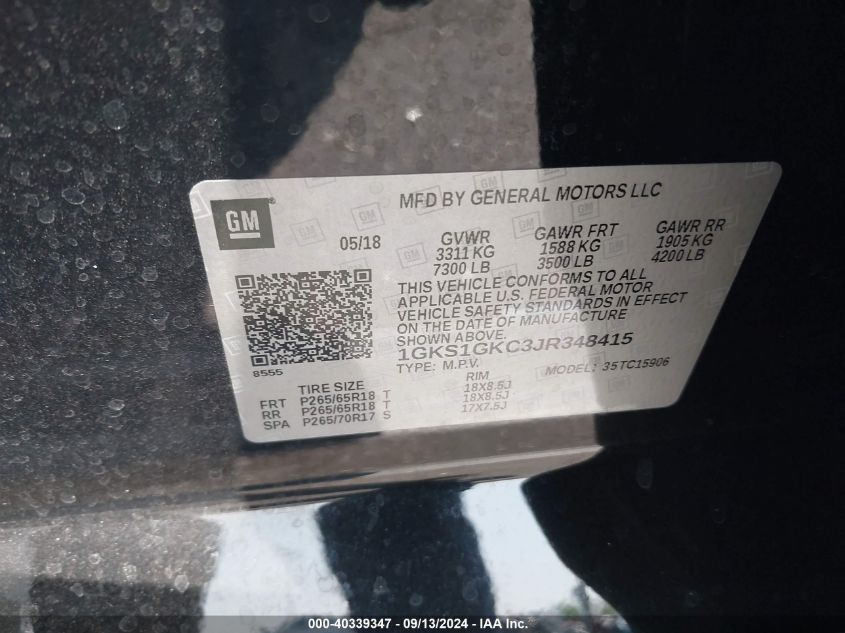 GM
MFD BY GENERAL MOTORS LLC
05/18
GVWR
3311 KG
7300 LB
GAWR FRT
1588 KG
3500 LB
GAWR RR
1905 KG
4200 LB
THIS VEHICLE CONFORMS TO ALL
APPLICABLE U.S. FEDERAL MOTOR
VEHICLE SAFETY STANDARDS IN EFFECT
ON THE DATE OF MANUFACTURE
SHOWN ABOVE.
1GKS1GKC3JR348415
TYPE: M.P.V. MODEL: 35TC15906
8555
TIRE SIZE RIM
FRT P265/65R18 T 18X8.5J
RR P265/65R18 T 18X8.5J
SPA P265/70R17 S 17X7.5J
000-40339347 - 09/13/2024 - IAA Inc.